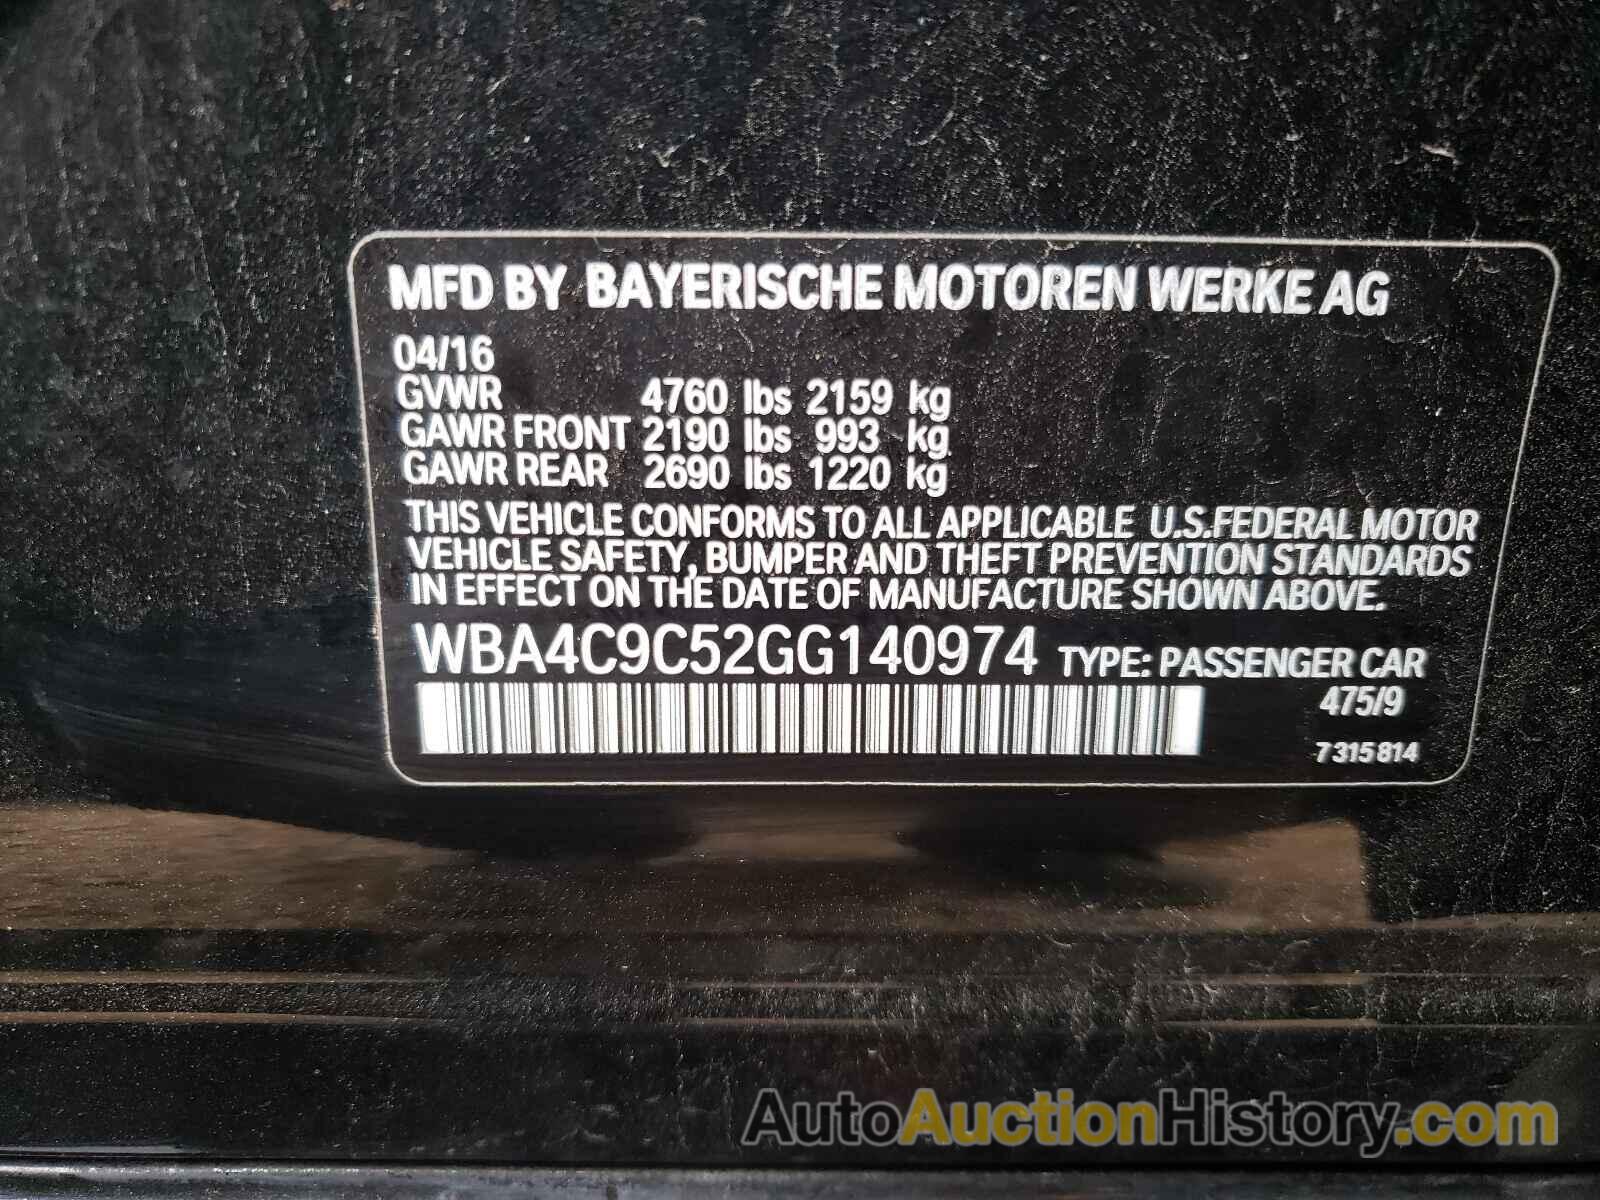 MFD BY BAYERISCHE MOTOREN WERKE AG
04/16
GVWR 4760 lbs 2159 kg
GAWR FRONT 2190 lbs 993 kg
GAWR REAR 2690 lbs 1220 kg
THIS VEHICLE CONFORMS TO ALL APPLICABLE U.S.FEDERAL MOTOR
VEHICLE SAFETY, BUMPER AND THEFT PREVENTION STANDARDS
IN EFFECT ON THE DATE OF MANUFACTURE SHOWN ABOVE.
WBA4C9C52GG140974 TYPE: PASSENGER CAR
475/9
7 315 814
AutoAuctionHistory.com